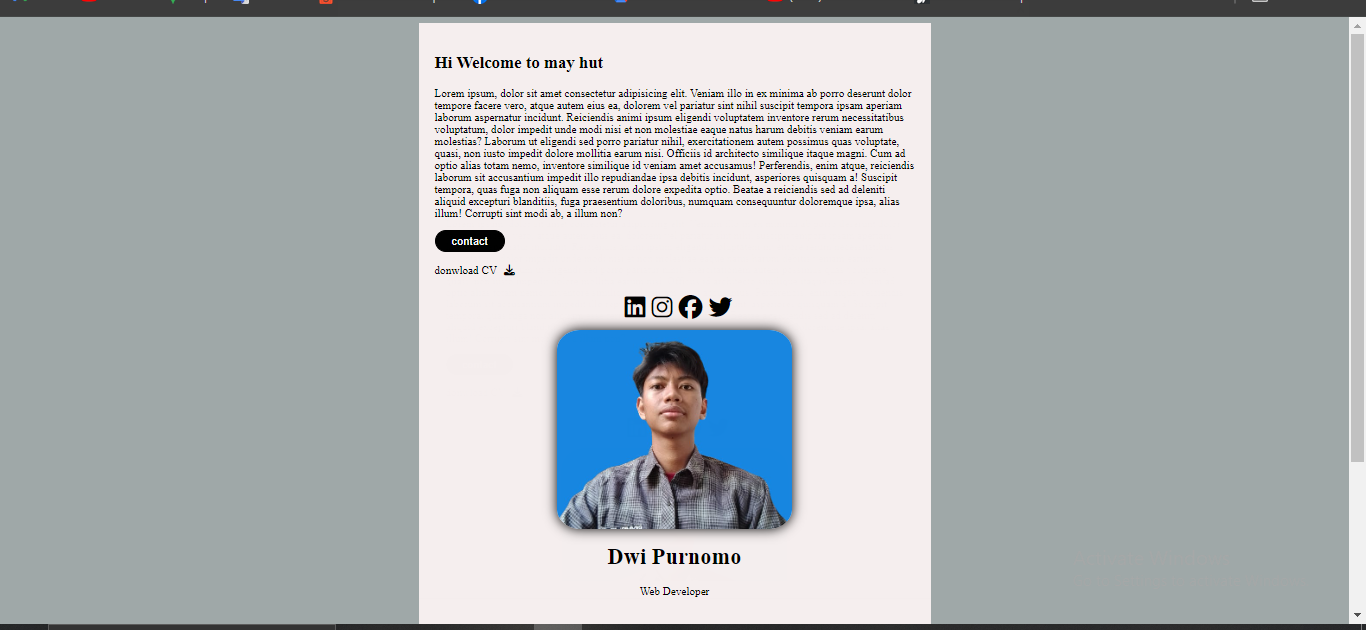 Hi Welcome to may hut
Lorem ipsum, dolor sit amet consectetur adipisicing elit. Veniam illo in ex minima ab porro deserunt dolor
tempore facere vero, atque autem eius ea, dolorem vel pariatur sint nihil suscipit tempora ipsam aperiam
laborum aspernatur incidunt. Reiciendis animi ipsum eligendi voluptatem inventore rerum necessitatibus
voluptatum, dolor impedit unde modi nisi et non molestiae eaque natus harum debitis veniam earum
molestias? Laborum ut eligendi sed porro pariatur nihil, exercitationem autem possimus quas voluptate,
quasi, non iusto impedit dolore mollitia earum nisi. Officiis id architecto similique itaque magni. Cum ad
optio alias totam nemo, inventore similique id veniam amet accusamus! Perferendis, enim atque, reiciendis
laborum sit accusantium impedit illo repudiandae ipsa debitis incidunt, asperiores quisquam a! Suscipit
tempora, quas fuga non aliquam esse rerum dolore expedita optio. Beatae a reiciendis sed ad deleniti
aliquid excepturi blanditiis, fuga praesentium doloribus, numquam consequuntur doloremque ipsa, alias
illum! Corrupti sint modi ab, a illum non?
contact
donwload CV
in
Dwi Purnomo
Web Developer